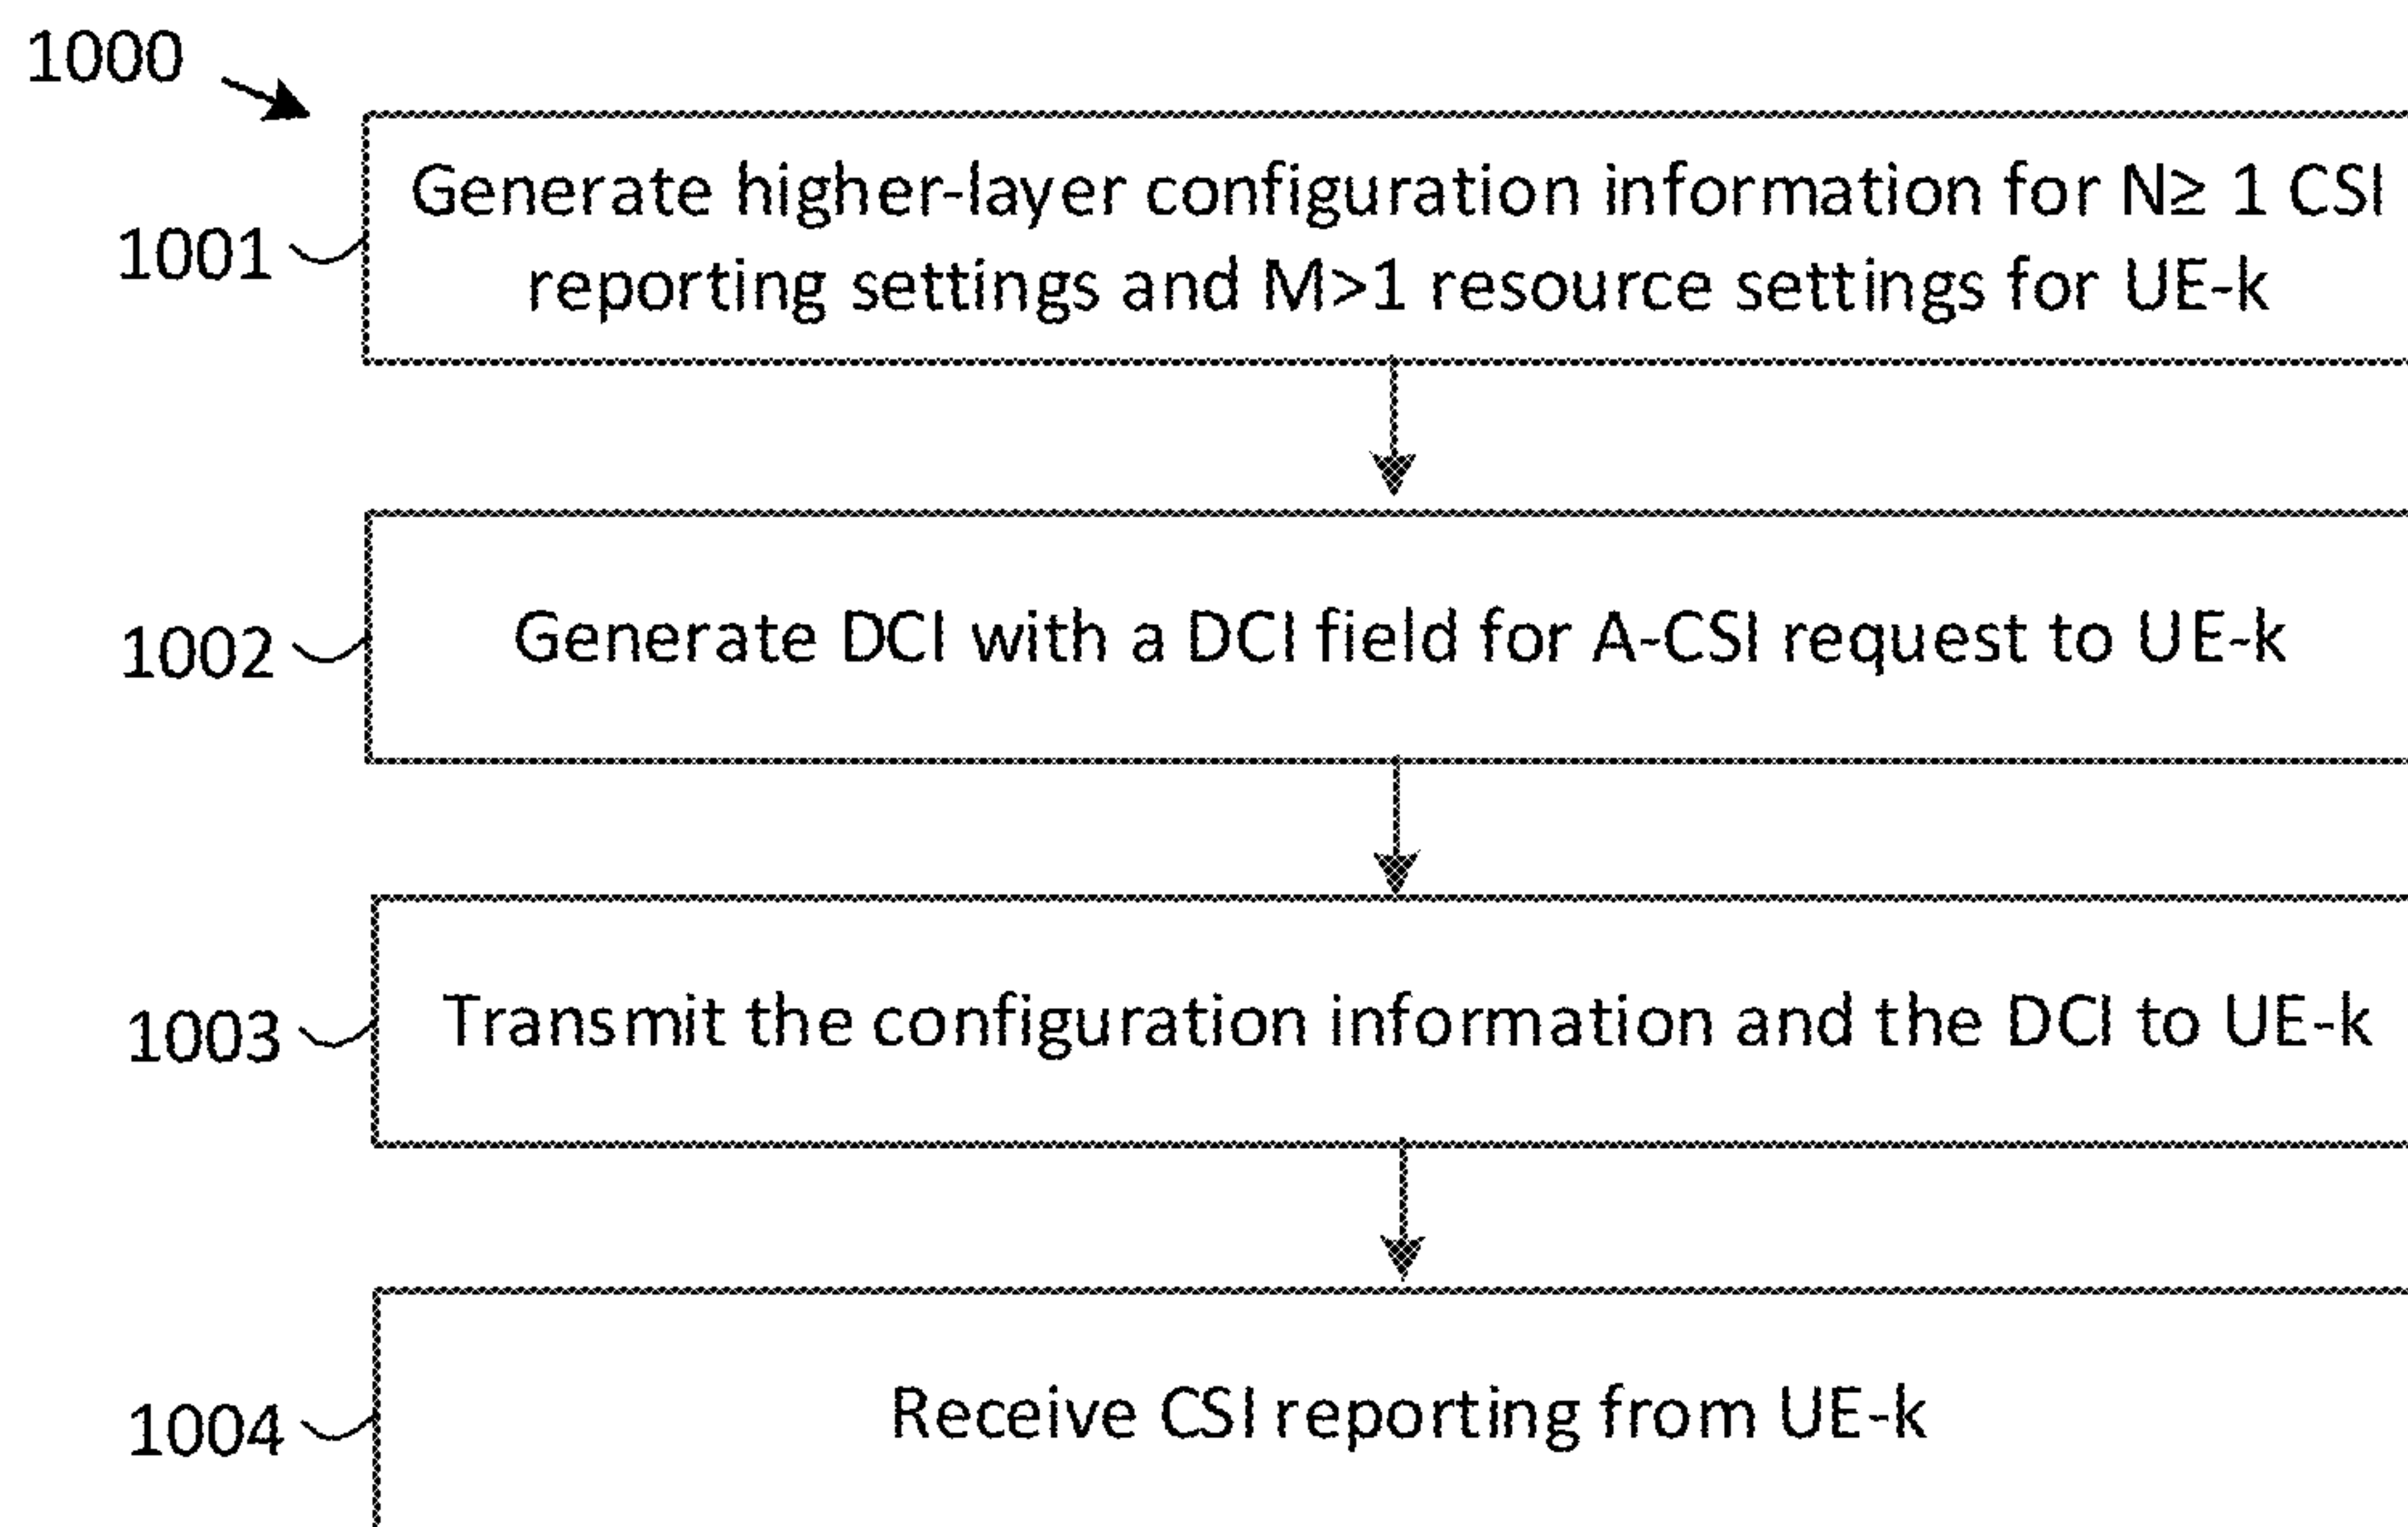 1000
1001
Generate higher-layer configuration information for N≥ 1 CSI
reporting settings and M>1 resource settings for UE-k
1002
Generate DCI with a DCI field for A-CSI request to UE-k
1003
Transmit the configuration information and the DCI to UE-k
1004
Receive CSI reporting from UE-k